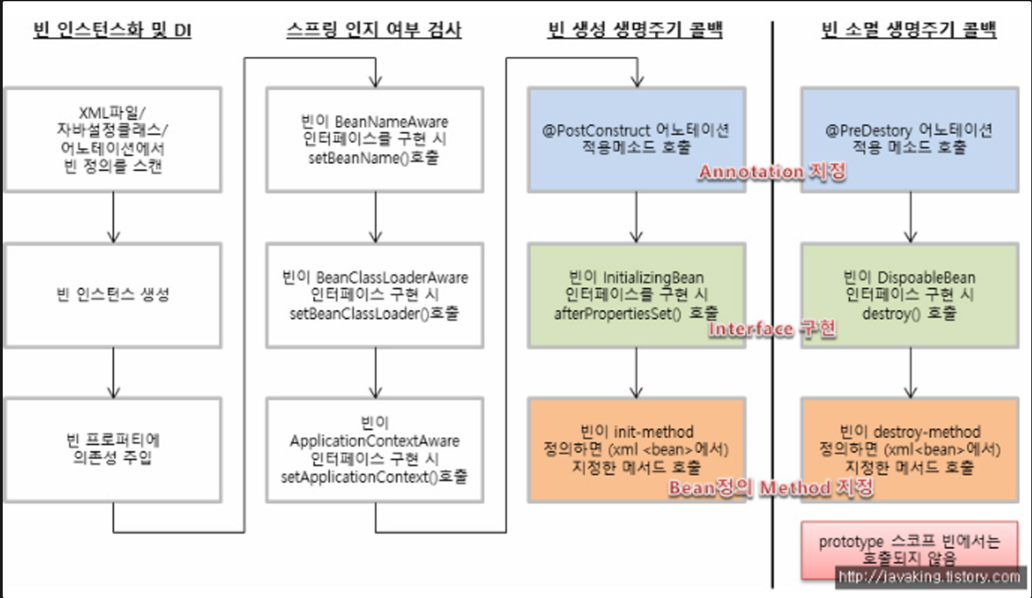 빈 인스턴스화 및 DI
XML파일/
자바설정클래스/
어노테이션에서
빈 정의를 스캔
빈 인스턴스 생성
빈 프로퍼티에
의존성 주입
스프링 인지 여부 검사
빈이 BeanNameAware
인터페이스를 구현 시
setBeanName()호출
빈이 BeanClassLoaderAware
인터페이스 구현 시
setBeanClassLoader()호출
빈이
ApplicationContextAware
인터페이스 구현 시
setApplicationContext()호출
빈 생성 생명주기 콜백
@PostConstruct 어노테이션
적용메소드 호출
Annotation 지정
빈이 InitializingBean
인터페이스를 구현 시
afterPropertiesSet() 호출
Interface 구현
빈이 init-method
정의하면 (xml <bean>에서)
지정한 메서드 호출
Bean정의 Method 지정
빈 소멸 생명주기 콜백
@PreDestory 어노테이션
적용 메소드 호출
빈이 DispoableBean
인터페이스 구현 시
destroy() 호출
빈이 destroy-method
정의하면 (xml<bean>에서)
지정한 메서드 호출
prototype 스코프 빈에서는
호출되지 않음
http://javaking.tistory.com